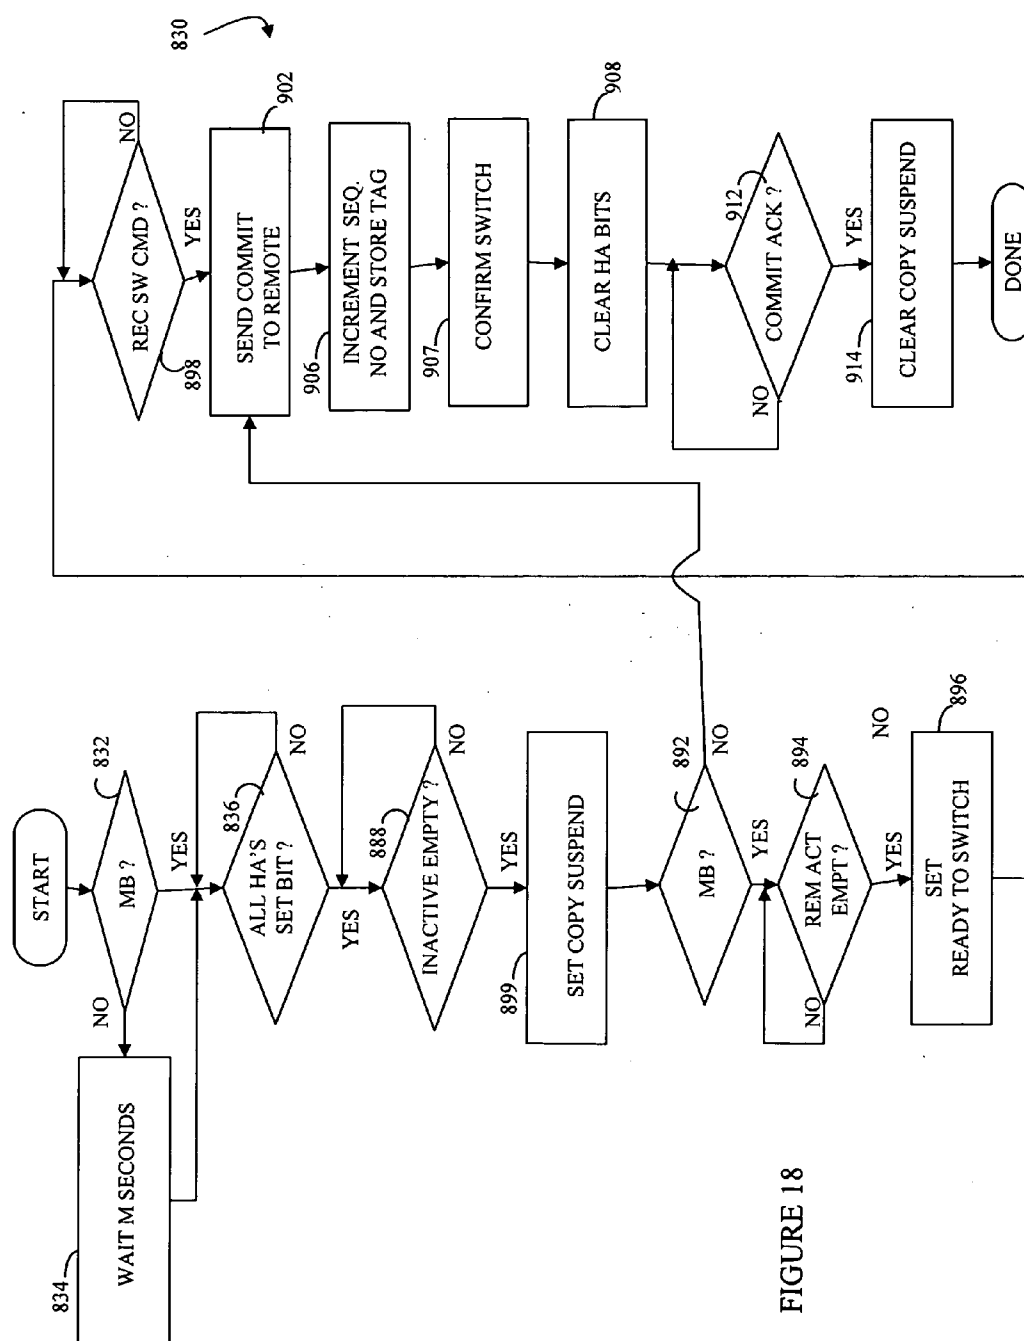 830
START
MB ?
832
NO
YES
WAIT M SECONDS
834
ALL HA'S
SET BIT ?
836
NO
YES
INACTIVE EMPTY ?
888
NO
YES
SET COPY SUSPEND
899
MB ?
892
NO
YES
REM ACT
EMPT ?
894
NO
NO
YES
SET
READY TO SWITCH
896
REC SW CMD ?
898
NO
YES
SEND COMMIT
TO REMOTE
902
INCREMENT SEQ.
NO AND STORE TAG
906
CONFIRM SWITCH
907
CLEAR HA BITS
908
COMMIT ACK ?
912
NO
YES
CLEAR COPY SUSPEND
914
DONE
FIGURE 18